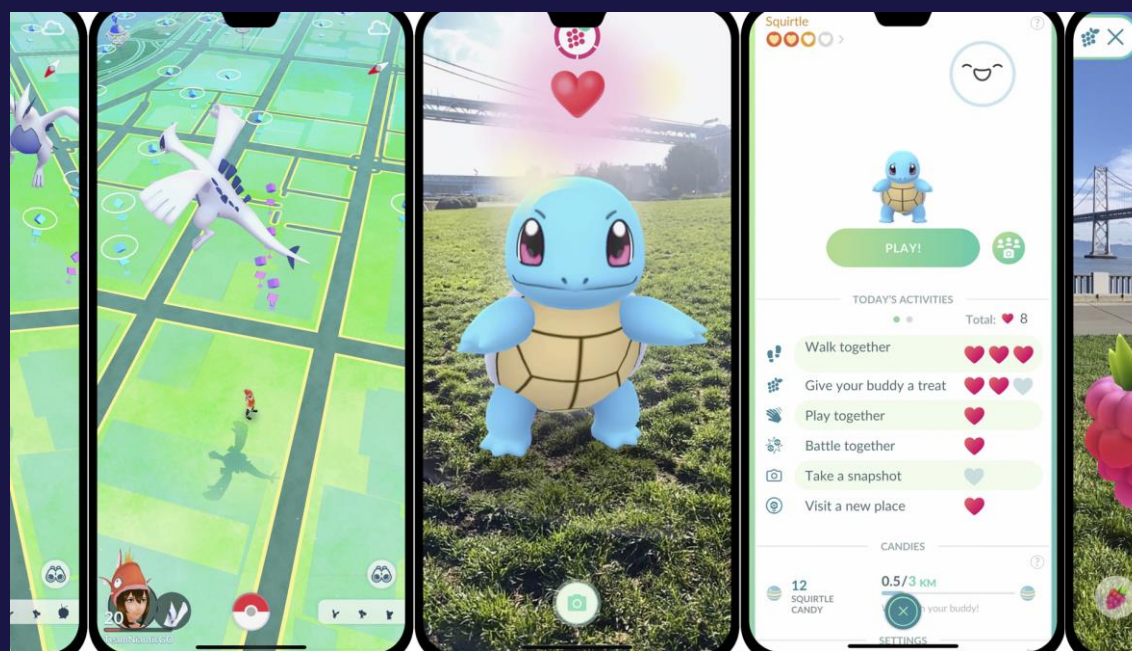 20
TeamNianticGG
Squirtle
?
PLAY!
TODAY'S ACTIVITIES
Total: 8
Walk together
Give your buddy a treat
Play together
Battle together
Take a snapshot
Visit a new place
CANDIES
?
12
SQUIRTLE
CANDY
0.5/3 KM
your buddy!
SETTINGS